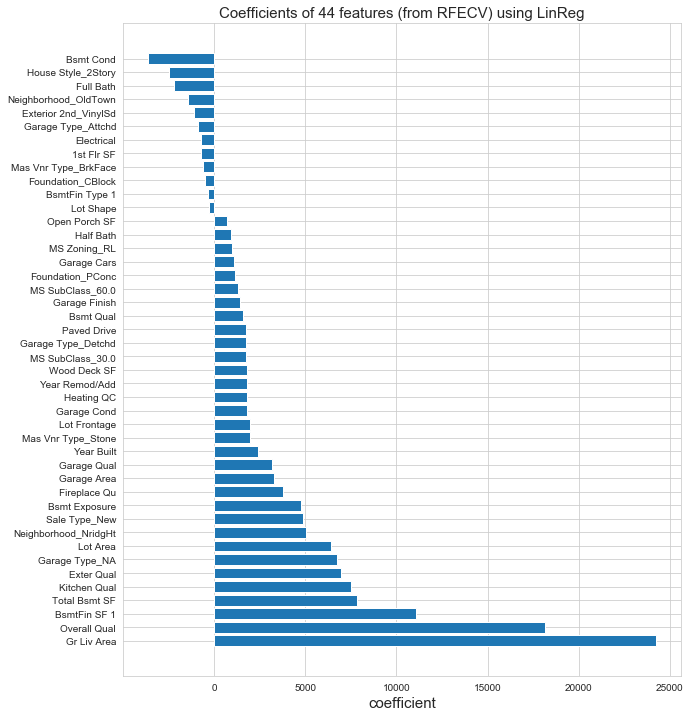 Coefficients of 44 features (from RFECV) using LinReg
Bsmt Cond
House Style_2Story
Full Bath
Neighborhood_OldTown
Exterior 2nd_VinylSd
Garage Type_Attchd
Electrical
1st Flr SF
Mas Vnr Type_BrkFace
Foundation_CBlock
BsmtFin Type 1
Lot Shape
Open Porch SF
Half Bath
MS Zoning_RL
Garage Cars
Foundation_PConc
MS SubClass_60.0
Garage Finish
Bsmt Qual
Paved Drive
Garage Type_Detchd
MS SubClass_30.0
Wood Deck SF
Year Remod/Add
Heating QC
Garage Cond
Lot Frontage
Mas Vnr Type_Stone
Year Built
Garage Qual
Garage Area
Fireplace Qu
Bsmt Exposure
Sale Type_New
Neighborhood_NridgHt
Lot Area
Garage Type_NA
Exter Qual
Kitchen Qual
Total Bsmt SF
BsmtFin SF 1
Overall Qual
Gr Liv Area
0 5000 10000 15000 20000 25000
coefficient